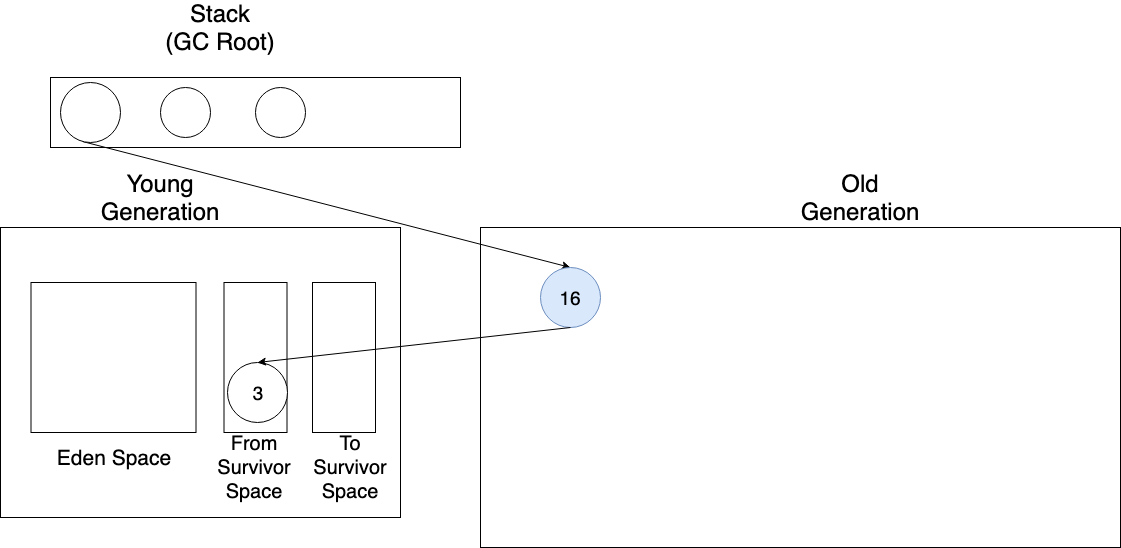 Stack
(GC Root)
Young
Generation
Old
Generation
16
3
Eden Space
From
Survivor
Space
To
Survivor
Space